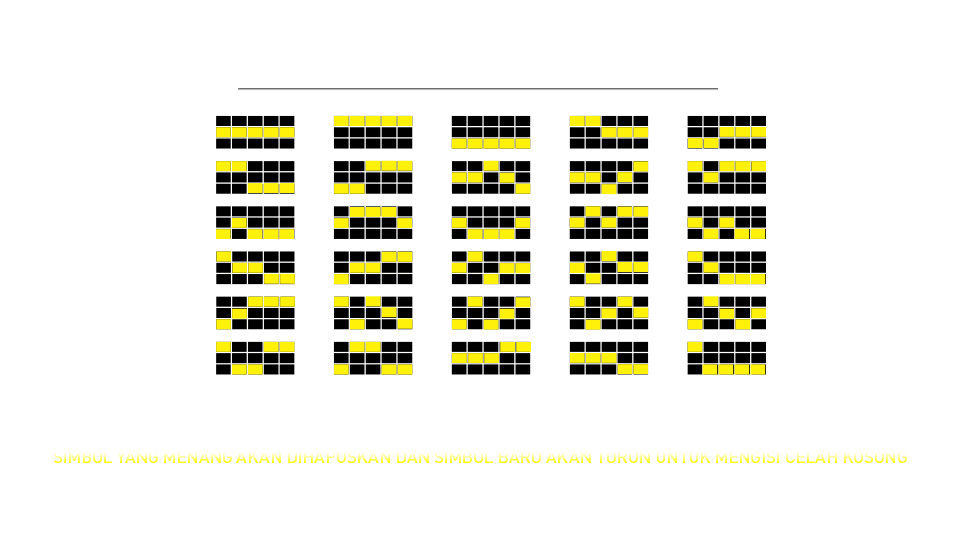 SIMBOL YANG MENANG AKAN DIHAPUSKAN DAN SIMBOL BARU AKAN TURUN UNTUK MENGISI CELAH KOSONG